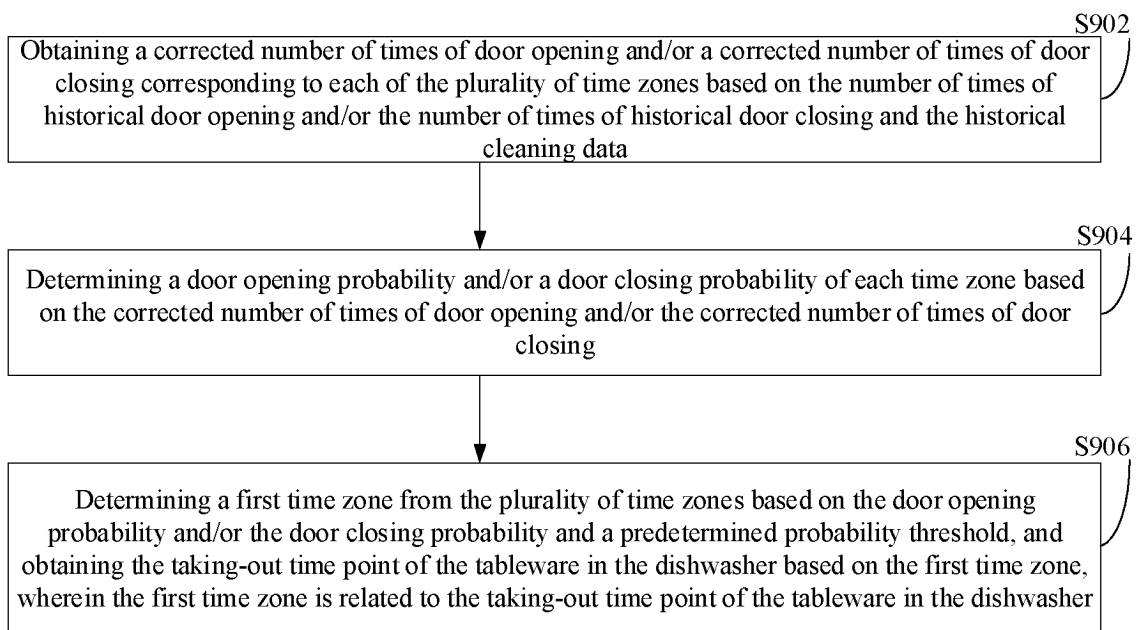 S902
Obtaining a corrected number of times of door opening and/or a corrected number of times of door
closing corresponding to each of the plurality of time zones based on the number of times of
historical door opening and/or the number of times of historical door closing and the historical
cleaning data
S904
Determining a door opening probability and/or a door closing probability of each time zone based
on the corrected number of times of door opening and/or the corrected number of times of door
closing
S906
Determining a first time zone from the plurality of time zones based on the door opening
probability and/or the door closing probability and a predetermined probability threshold, and
obtaining the taking-out time point of the tableware in the dishwasher based on the first time zone,
wherein the first time zone is related to the taking-out time point of the tableware in the dishwasher